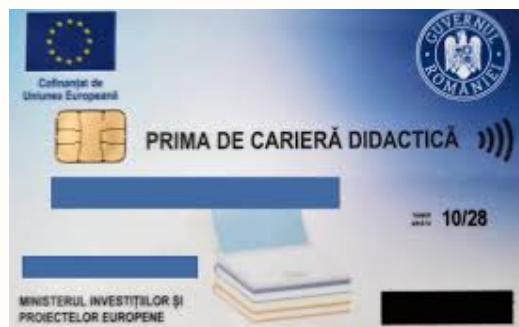 Cofinanțat de
Uniunea Europeană
GUVERNUL
ROMÂNIEI
PRIMA DE CARIERĂ DIDACTICĂ
10/28
MINISTERUL INVESTIȚIILOR ȘI
PROIECTELOR EUROPENE